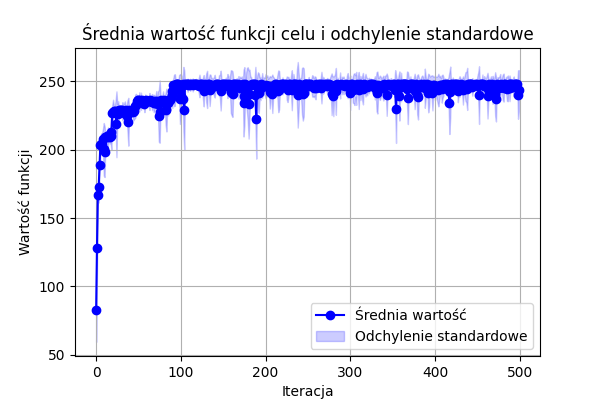 Średnia wartość funkcji celu i odchylenie standardowe
Wartość funkcji
250
200
150
100
50
0 100 200 300 400 500
Iteracja
Średnia wartość
Odchylenie standardowe